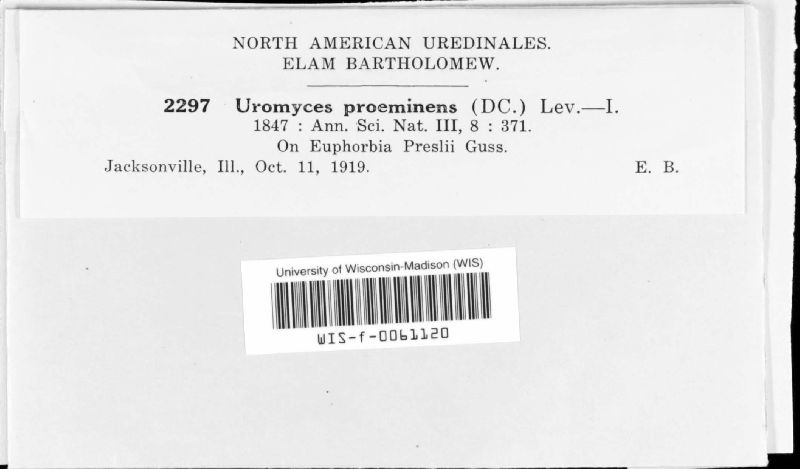 NORTH AMERICAN UREDINALES.
ELAM BARTHOLOMEW.
2297 Uromyces proeminens (DC.) Lev.—I.
1847 : Ann. Sci. Nat. III, 8 : 371.
On Euphorbia Preslii Guss.
Jacksonville, Ill., Oct. 11, 1919. E. B.
University of Wisconsin-Madison (WIS)
WIS-f-0061120